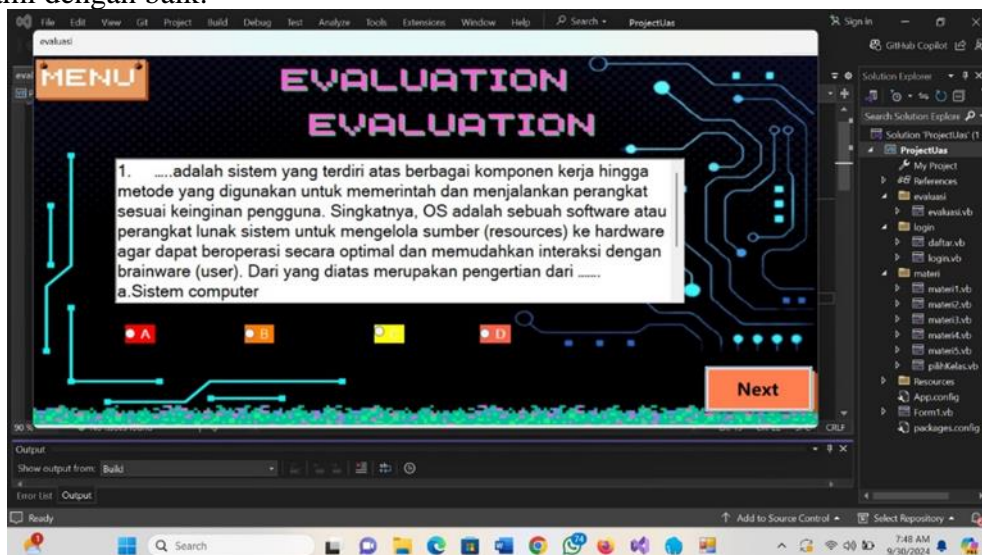 ami dengan baik.
File Edit View Git Project Build Debug Test Analyze Tools Extensions Window Help Search ProjectUas Sign in
evaluasi
GitHub Copilot
MENU
EVALUATION
EVALUATION
1. .....adalah sistem yang terdiri atas berbagai komponen kerja hingga
metode yang digunakan untuk memerintah dan menjalankan perangkat
sesuai keinginan pengguna. Singkatnya, OS adalah sebuah software atau
perangkat lunak sistem untuk mengelola sumber (resources) ke hardware
agar dapat beroperasi secara optimal dan memudahkan interaksi dengan
brainware (user). Dari yang diatas merupakan pengertian dari .......
a.Sistem computer
A B D
Next
Solution Explorer
Search Solution Explore
Solution 'ProjectUas' (1
ProjectUas
My Project
References
evaluasi
evaluasi.vb
login
daftar.vb
login.vb
materi
materi1.vb
materi2.vb
materi3.vb
materi4.vb
materi5.vb
pilihKelas.vb
Resources
App.config
Form1.vb
packages.config
90 %
CRLF
Output
Show output from: Build
Error List Output
Ready Add to Source Control Select Repository
Search
7:48 AM
9/30/2024